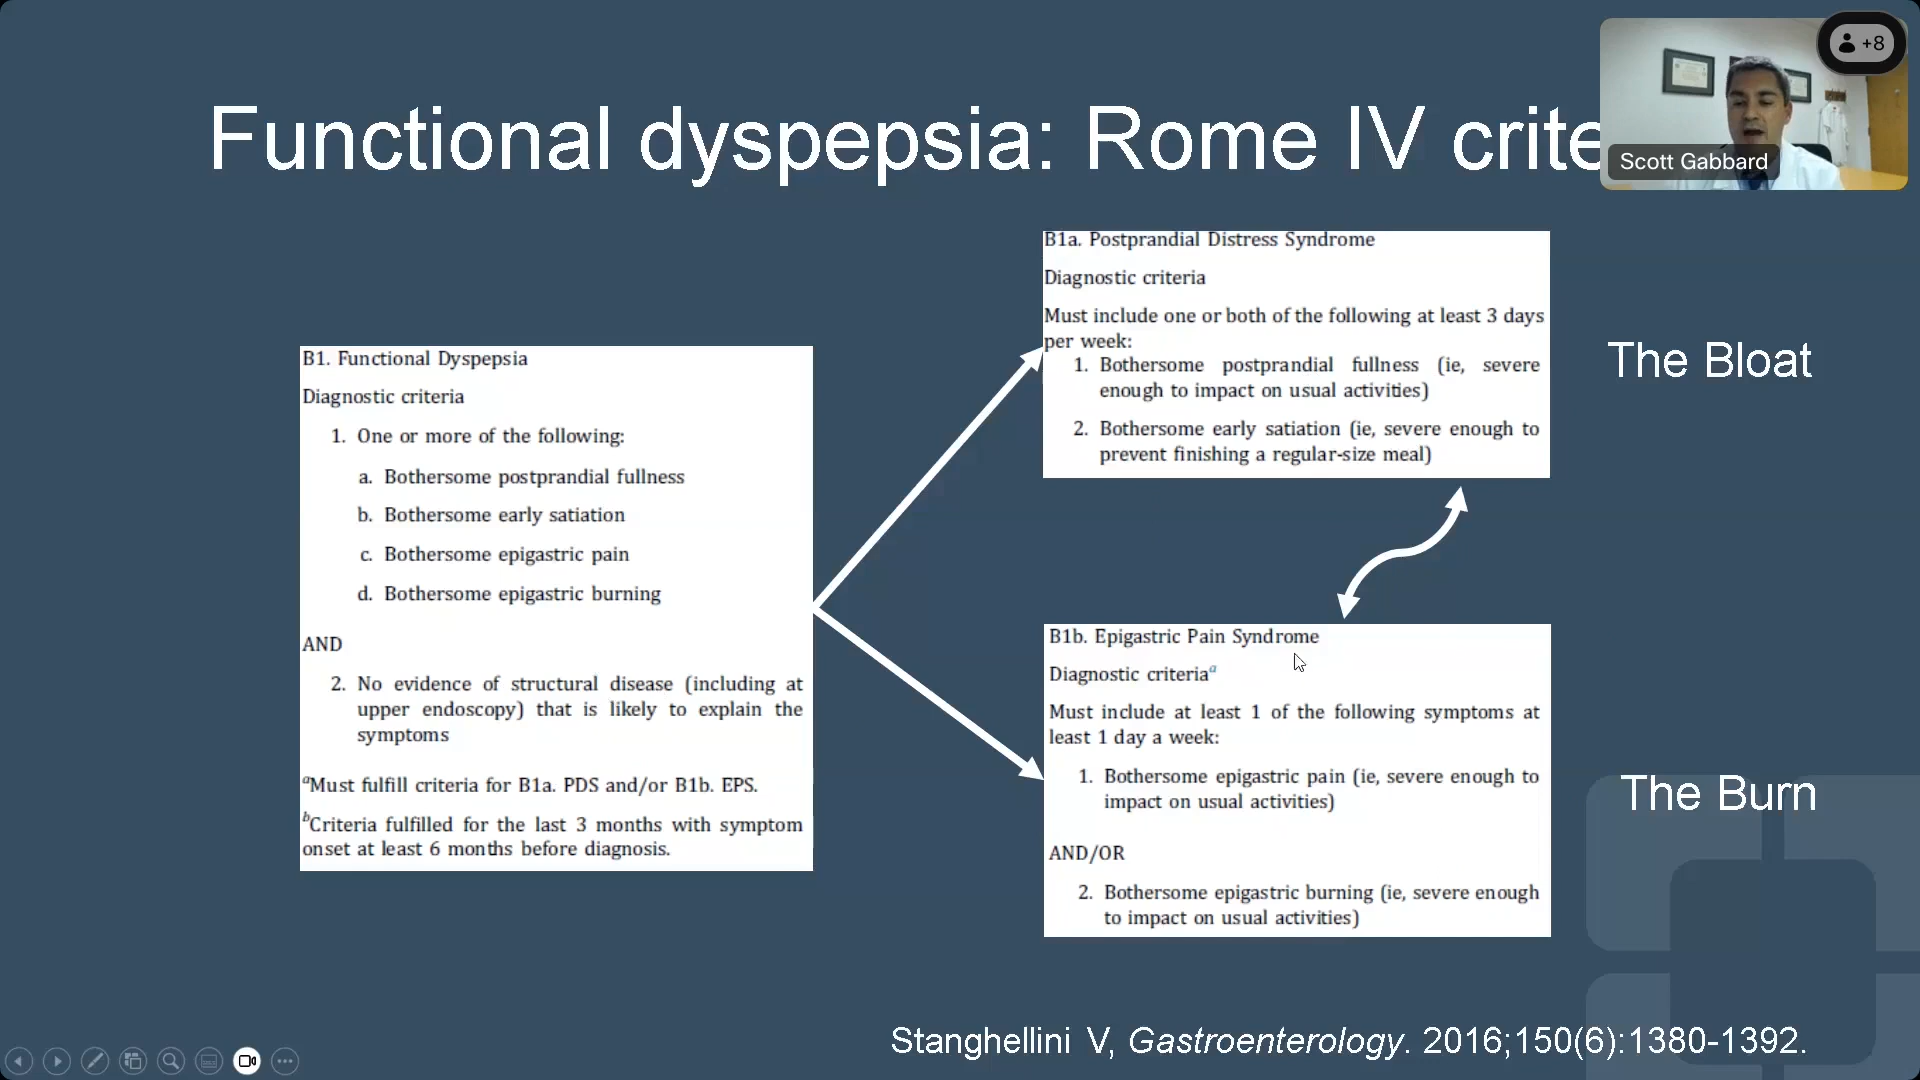 Functional dyspepsia: Rome IV crite
+8
Scott Gabbard
B1. Functional Dyspepsia
Diagnostic criteria
1. One or more of the following:
a. Bothersome postprandial fullness
b. Bothersome early satiation
c. Bothersome epigastric pain
d. Bothersome epigastric burning
AND
2. No evidence of structural disease (including at
upper endoscopy) that is likely to explain the
symptoms
aMust fulfill criteria for B1a. PDS and/or B1b. EPS.
bCriteria fulfilled for the last 3 months with symptom
onset at least 6 months before diagnosis.
B1a. Postprandial Distress Syndrome
Diagnostic criteria
Must include one or both of the following at least 3 days
per week:
1. Bothersome postprandial fullness (ie, severe
enough to impact on usual activities)
2. Bothersome early satiation (ie, severe enough to
prevent finishing a regular-size meal)
The Bloat
B1b. Epigastric Pain Syndrome
Diagnostic criteriaa
Must include at least 1 of the following symptoms at
least 1 day a week:
1. Bothersome epigastric pain (ie, severe enough to
impact on usual activities)
AND/OR
2. Bothersome epigastric burning (ie, severe enough
to impact on usual activities)
The Burn
Stanghellini V, Gastroenterology. 2016;150(6):1380-1392.